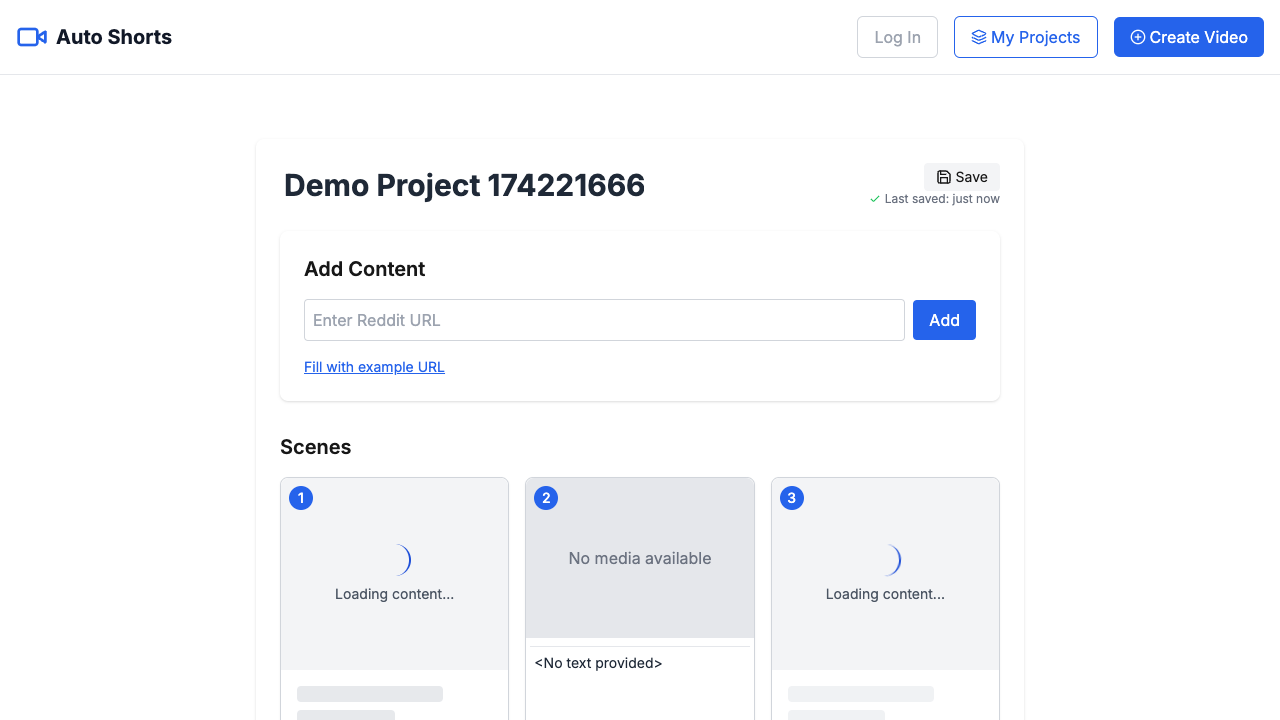 Auto Shorts
Log In
My Projects
Create Video
Demo Project 174221666
Save
Last saved: just now
Add Content
Enter Reddit URL
Add
Fill with example URL
Scenes
1
2
3
No media available
Loading content...
Loading content...
<No text provided>